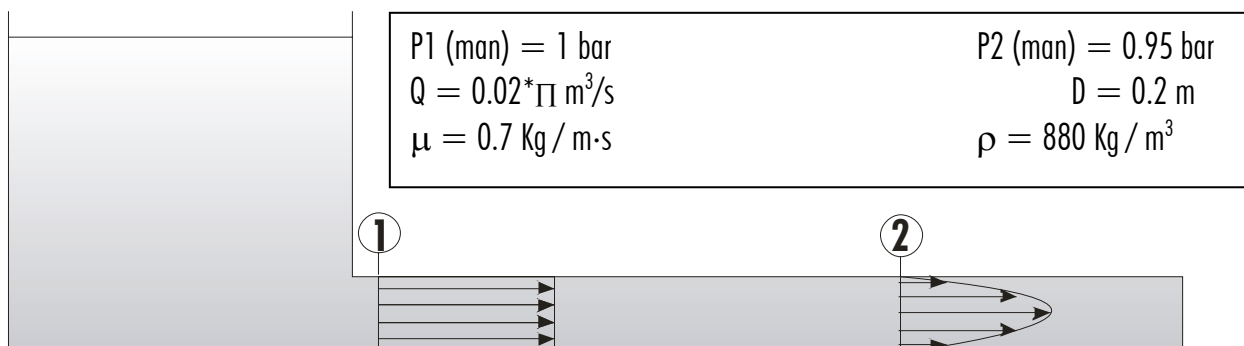 P1 (man) = 1 bar P2 (man) = 0.95 bar
Q = 0.02*∏ m³/s D = 0.2 m
μ = 0.7 Kg / m·s ρ = 880 Kg / m³
1 2